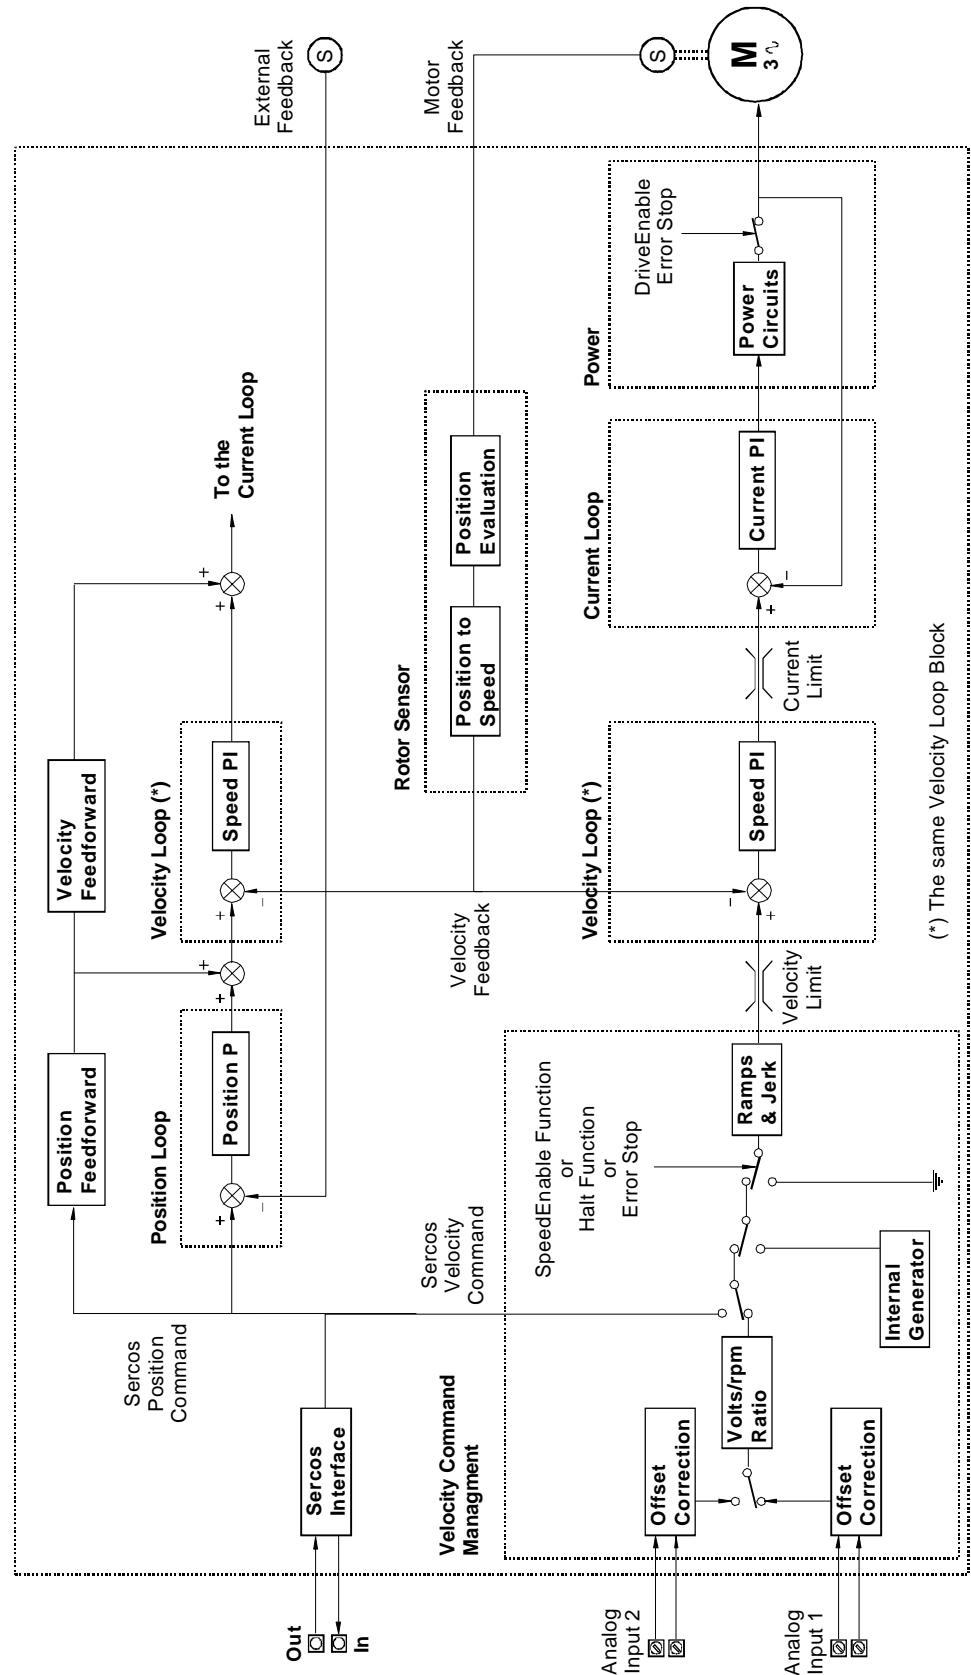 External
Feedback
S
Motor
Feedback
S
M
3
Position
Feedforward
Velocity
Feedforward
To the
Current Loop
Position Loop
Position P
Velocity Loop (*)
Speed PI
+
+
+
+
+
+
+
–
–
Sercos
Position
Command
Sercos
Velocity
Command
Out
In
Sercos
Interface
Rotor Sensor
Position to
Speed
Position
Evaluation
Velocity
Feedback
Velocity Command
Managment
Analog
Input 2
Offset
Correction
Analog
Input 1
Offset
Correction
Volts/rpm
Ratio
Internal
Generator
SpeedEnable Function
or
Halt Function
or
Error Stop
Ramps
& Jerk
Velocity
Limit
Velocity Loop (*)
Speed PI
–
+
Current
Limit
Current Loop
Current PI
+
–
Power
Power
Circuits
DriveEnable
Error Stop
(*) The same Velocity Loop Block